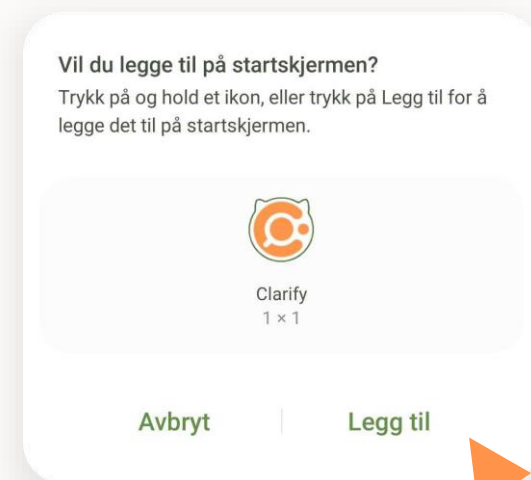 Vil du legge til på startskjermen?
Trykk på og hold et ikon, eller trykk på Legg til for å
legge det til på startskjermen.
Clarify
1 × 1
Avbryt
Legg til